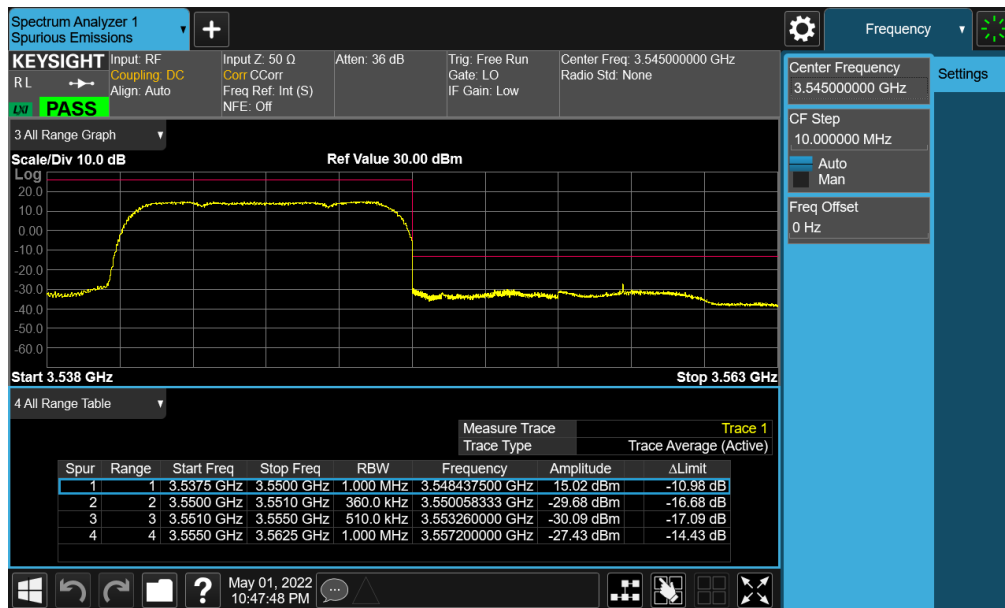 Spectrum Analyzer 1
Spurious Emissions
Frequency
KEYSIGHT
R L
LXI
PASS
Input: RF
Coupling: DC
Align: Auto
Input Z: 50 Ω
Corr CCorr
Freq Ref: Int (S)
NFE: Off
Atten: 36 dB
Trig: Free Run
Gate: LO
IF Gain: Low
Center Freq: 3.545000000 GHz
Radio Std: None
Center Frequency
3.545000000 GHz
Settings
CF Step
10.000000 MHz
Auto
Man
Freq Offset
0 Hz
3 All Range Graph
Scale/Div 10.0 dB
Ref Value 30.00 dBm
Log
20.0
10.0
0.00
-10.0
-20.0
-30.0
-40.0
-50.0
-60.0
Start 3.538 GHz
Stop 3.563 GHz
4 All Range Table
Measure Trace Trace 1
Trace Type Trace Average (Active)
Spur Range Start Freq Stop Freq RBW Frequency Amplitude ΔLimit
1 1 3.5375 GHz 3.5500 GHz 1.000 MHz 3.548437500 GHz 15.02 dBm -10.98 dB
2 2 3.5500 GHz 3.5510 GHz 360.0 kHz 3.550058333 GHz -29.68 dBm -16.68 dB
3 3 3.5510 GHz 3.5550 GHz 510.0 kHz 3.553260000 GHz -30.09 dBm -17.09 dB
4 4 3.5550 GHz 3.5625 GHz 1.000 MHz 3.557200000 GHz -27.43 dBm -14.43 dB
?
May 01, 2022
10:47:48 PM